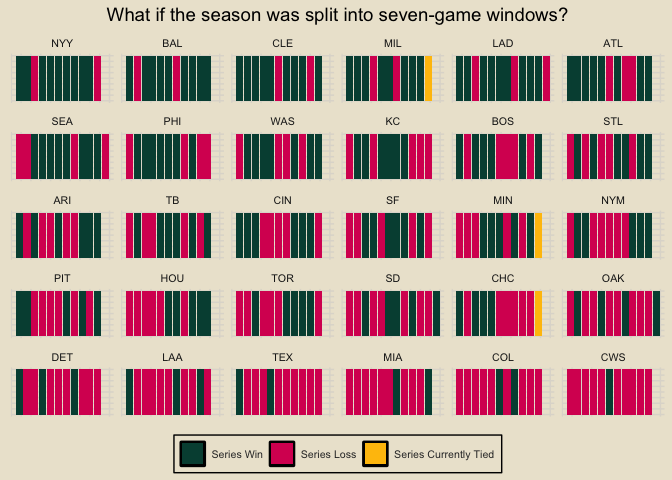 What if the season was split into seven-game windows?
NYY BAL CLE MIL LAD ATL
SEA PHI WAS KC BOS STL
ARI TB CIN SF MIN NYM
PIT HOU TOR SD CHC OAK
DET LAA TEX MIA COL CWS
Series Win Series Loss Series Currently Tied